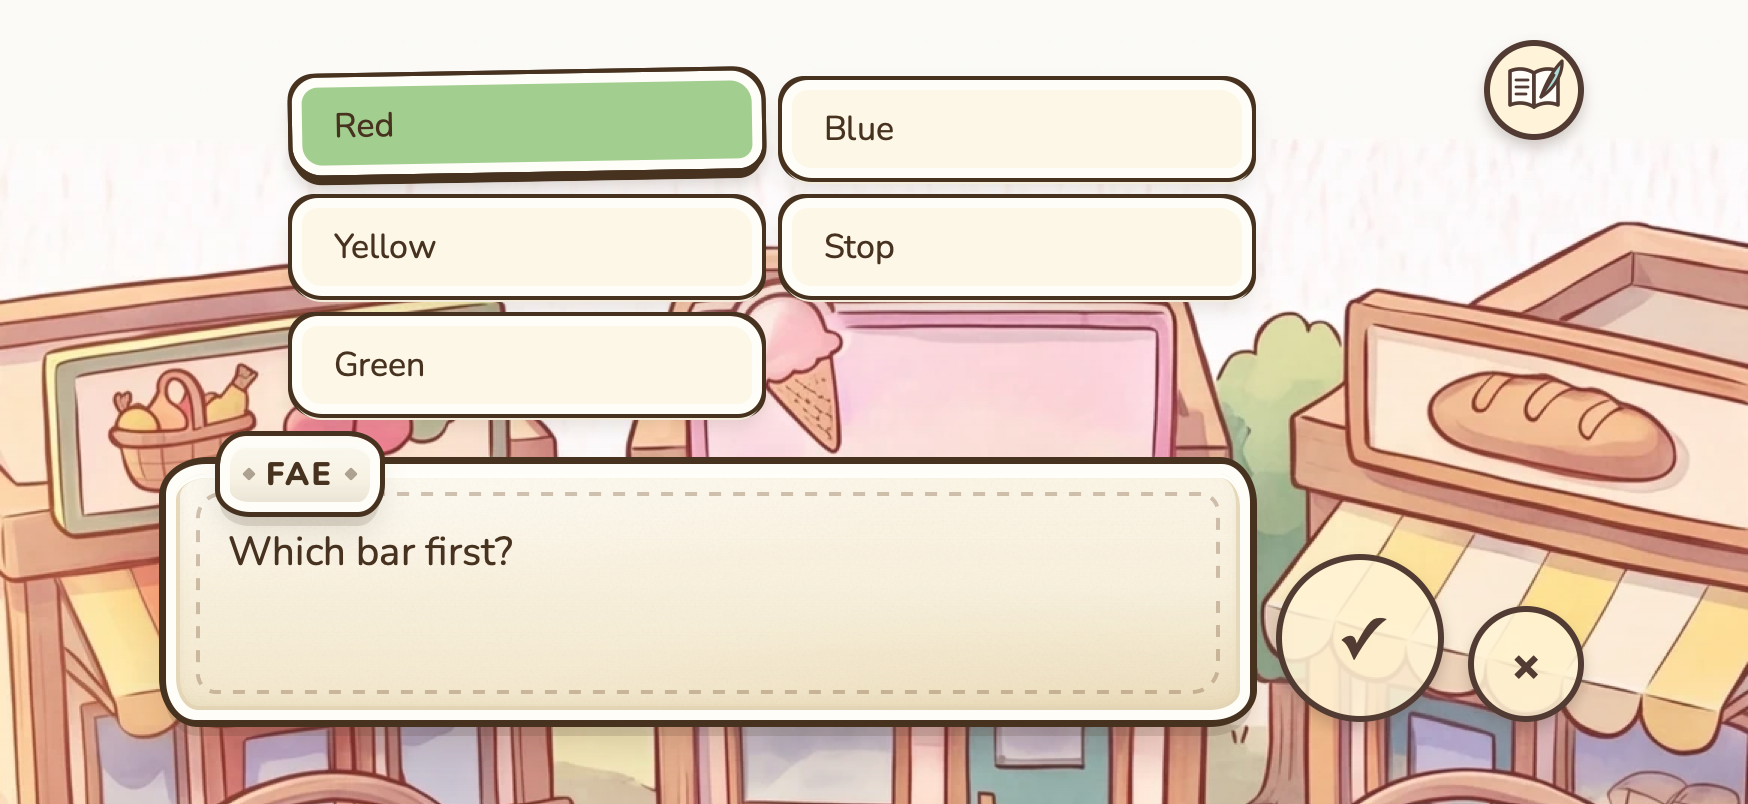 Red
Blue
Yellow
Stop
Green
FAE
Which bar first?